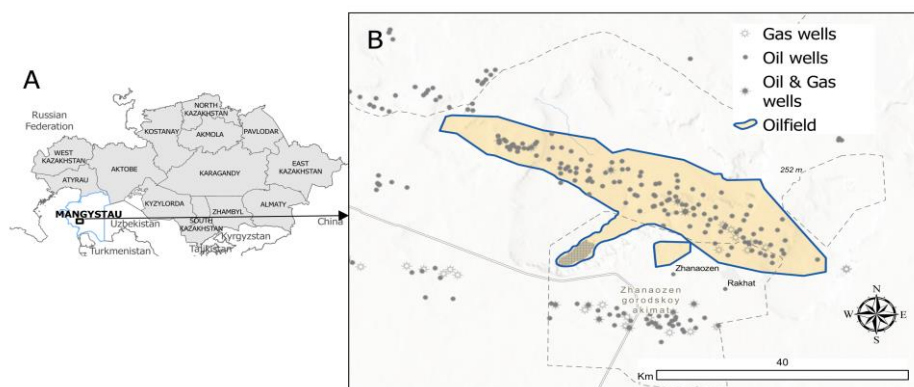 A
Russian
Federation
NORTH
KAZAKHSTAN
KOSTANAY
AKMOLA
PAVLODAR
WEST
KAZAKHSTAN
AKTOBE
KARAGANDY
EAST
KAZAKHSTAN
ATYRAU
MANGYSTAU
KYZYLORDA
ZHAMBYL
ALMATY
SOUTH
KAZAKHSTAN
Uzbekistan
China
Kyrgyzstan
Turkmenistan
B
Gas wells
Oil wells
Oil & Gas
wells
Oilfield
252 m.
Zhanaozen
Rakhat
Zhanaozen
gorodskoy
akimat
N
W
E
S
40
Km